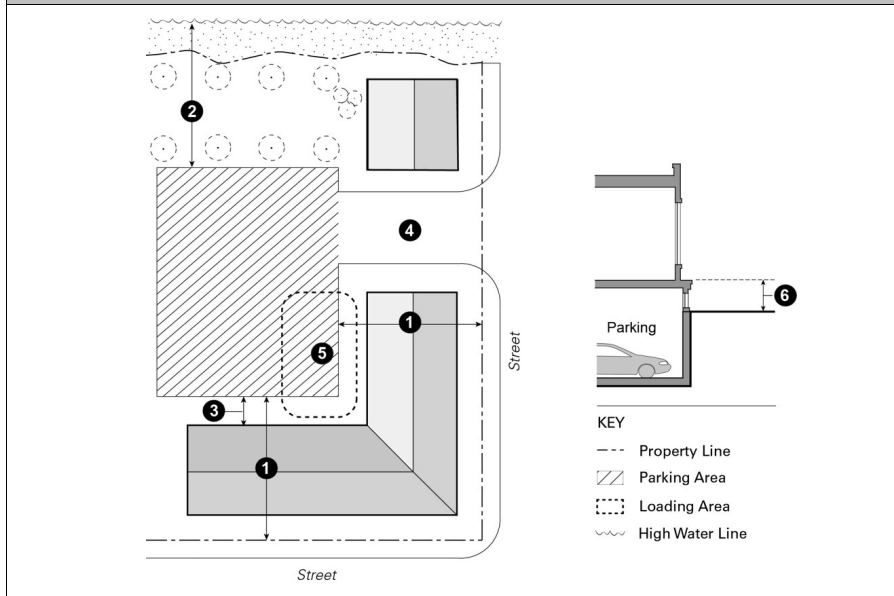 2
4
1
5
3
1
Street
Street
6
Parking
KEY
Property Line
Parking Area
Loading Area
High Water Line